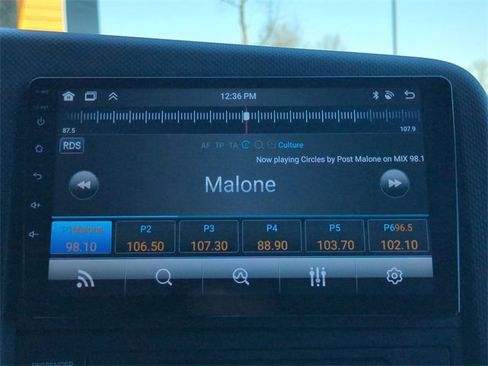 12:36 PM
87.5
107.9
RDS
AF TP TA Culture
Now playing Circles by Post Malone on MIX 98.1
Malone
P1Malone P2 P3 P4 P5 P696.5
98.10 106.50 107.30 88.90 103.70 102.10
PASSENGER